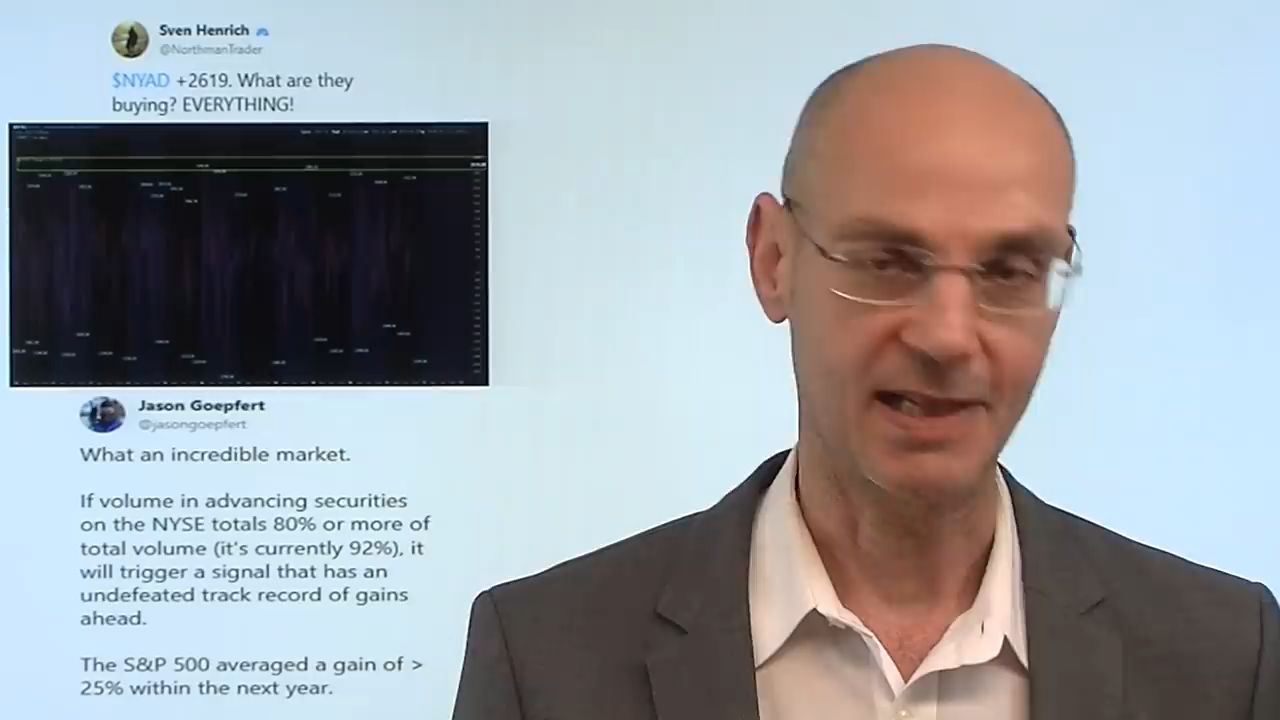 Sven Henrich
@NorthmanTrader
$NYAD +2619. What are they
buying? EVERYTHING!
Jason Goepfert
@jasongoepfert
What an incredible market.
If volume in advancing securities
on the NYSE totals 80% or more of
total volume (it's currently 92%), it
will trigger a signal that has an
undefeated track record of gains
ahead.
The S&P 500 averaged a gain of >
25% within the next year.